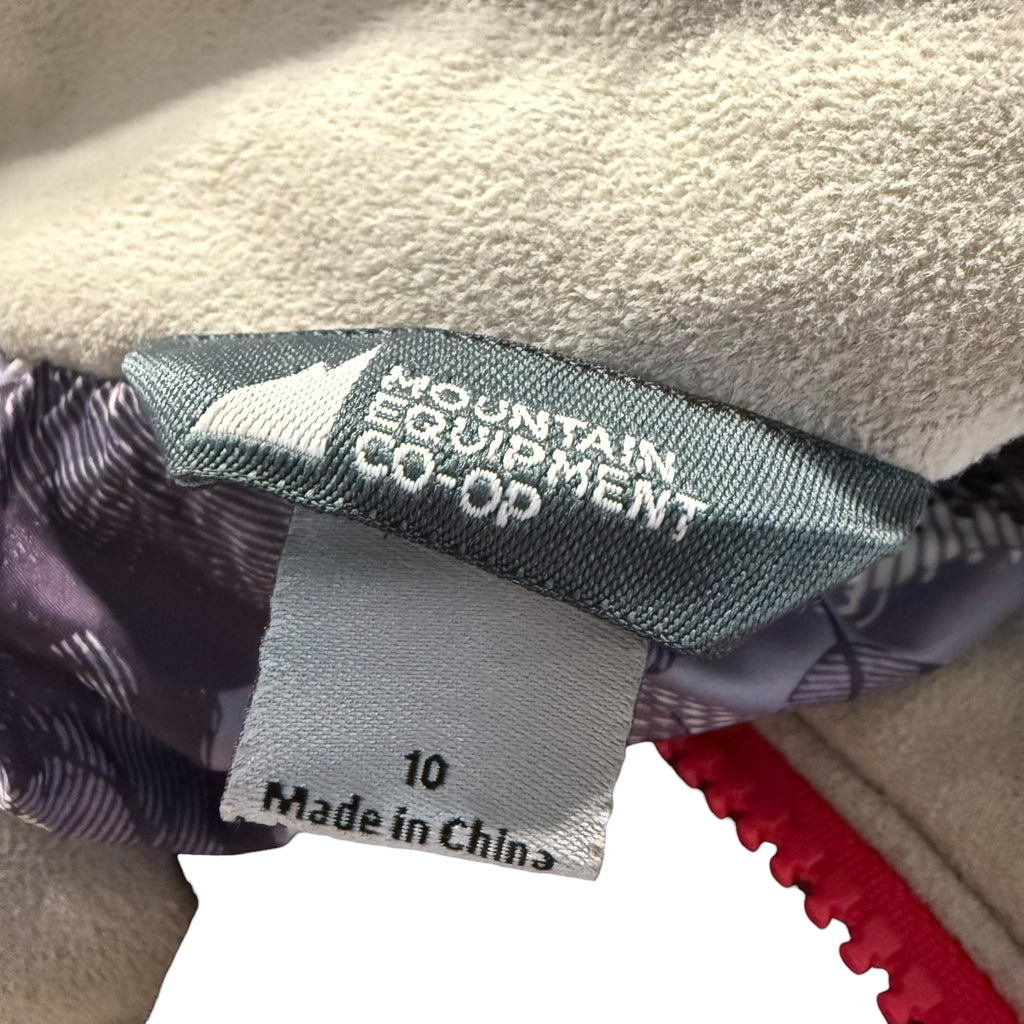 MOUNTAIN
EQUIPMENT
CO-OP
10
Made in China